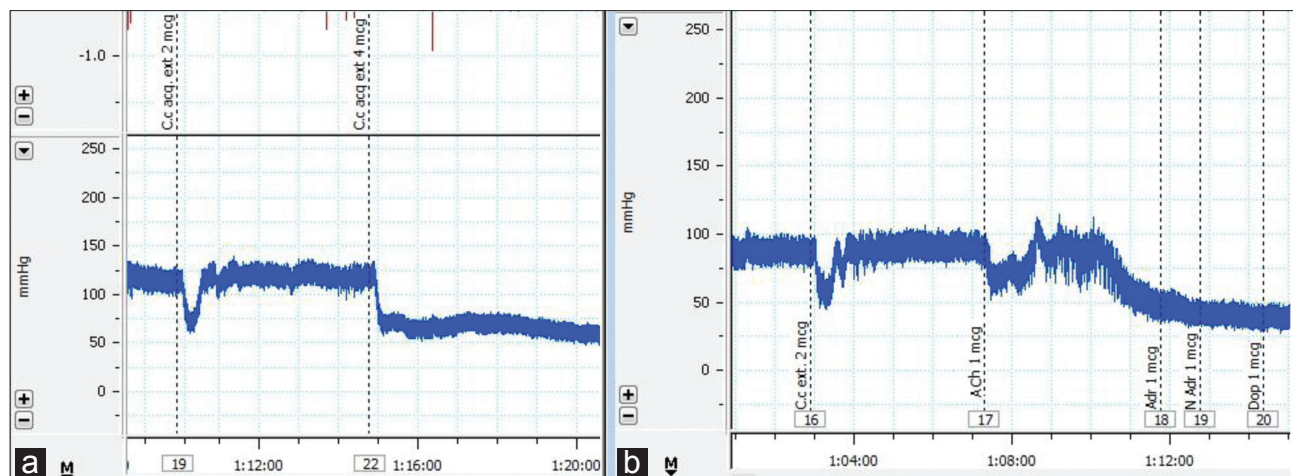 -1.0
C.c acq. ext 2 mcg
C.c acq ext 4 mcg
250
200
150
100
50
0
mmHg
19
22
1:12:00
1:16:00
1:20:00
M
a
250
200
150
100
50
0
mmHg
C.c ext. 2 mcg
ACh 1 mcg
Adr 1 mcg
N Adr 1 mcg
Dop 1 mcg
16
17
18
19
20
1:04:00
1:08:00
1:12:00
M
b